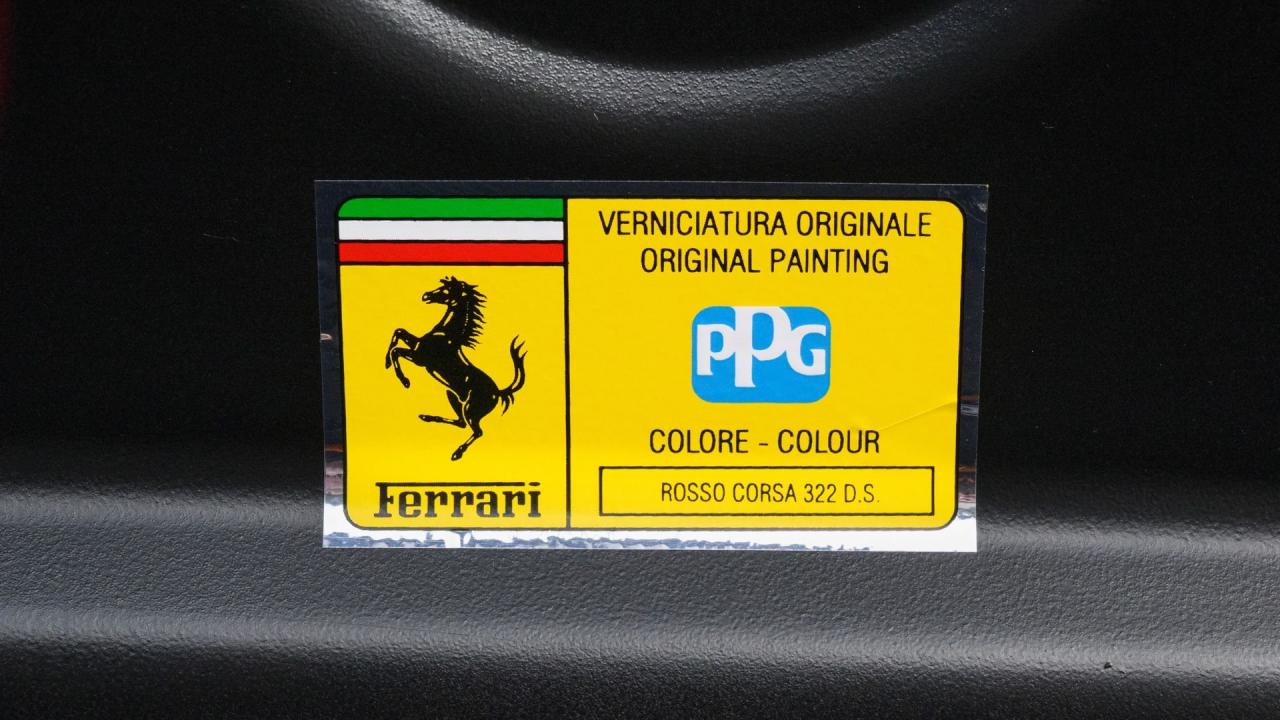 VERNICIATURA ORIGINALE
ORIGINAL PAINTING
PPG
COLORE - COLOUR
ROSSO CORSA 322 D.S.
Ferrari